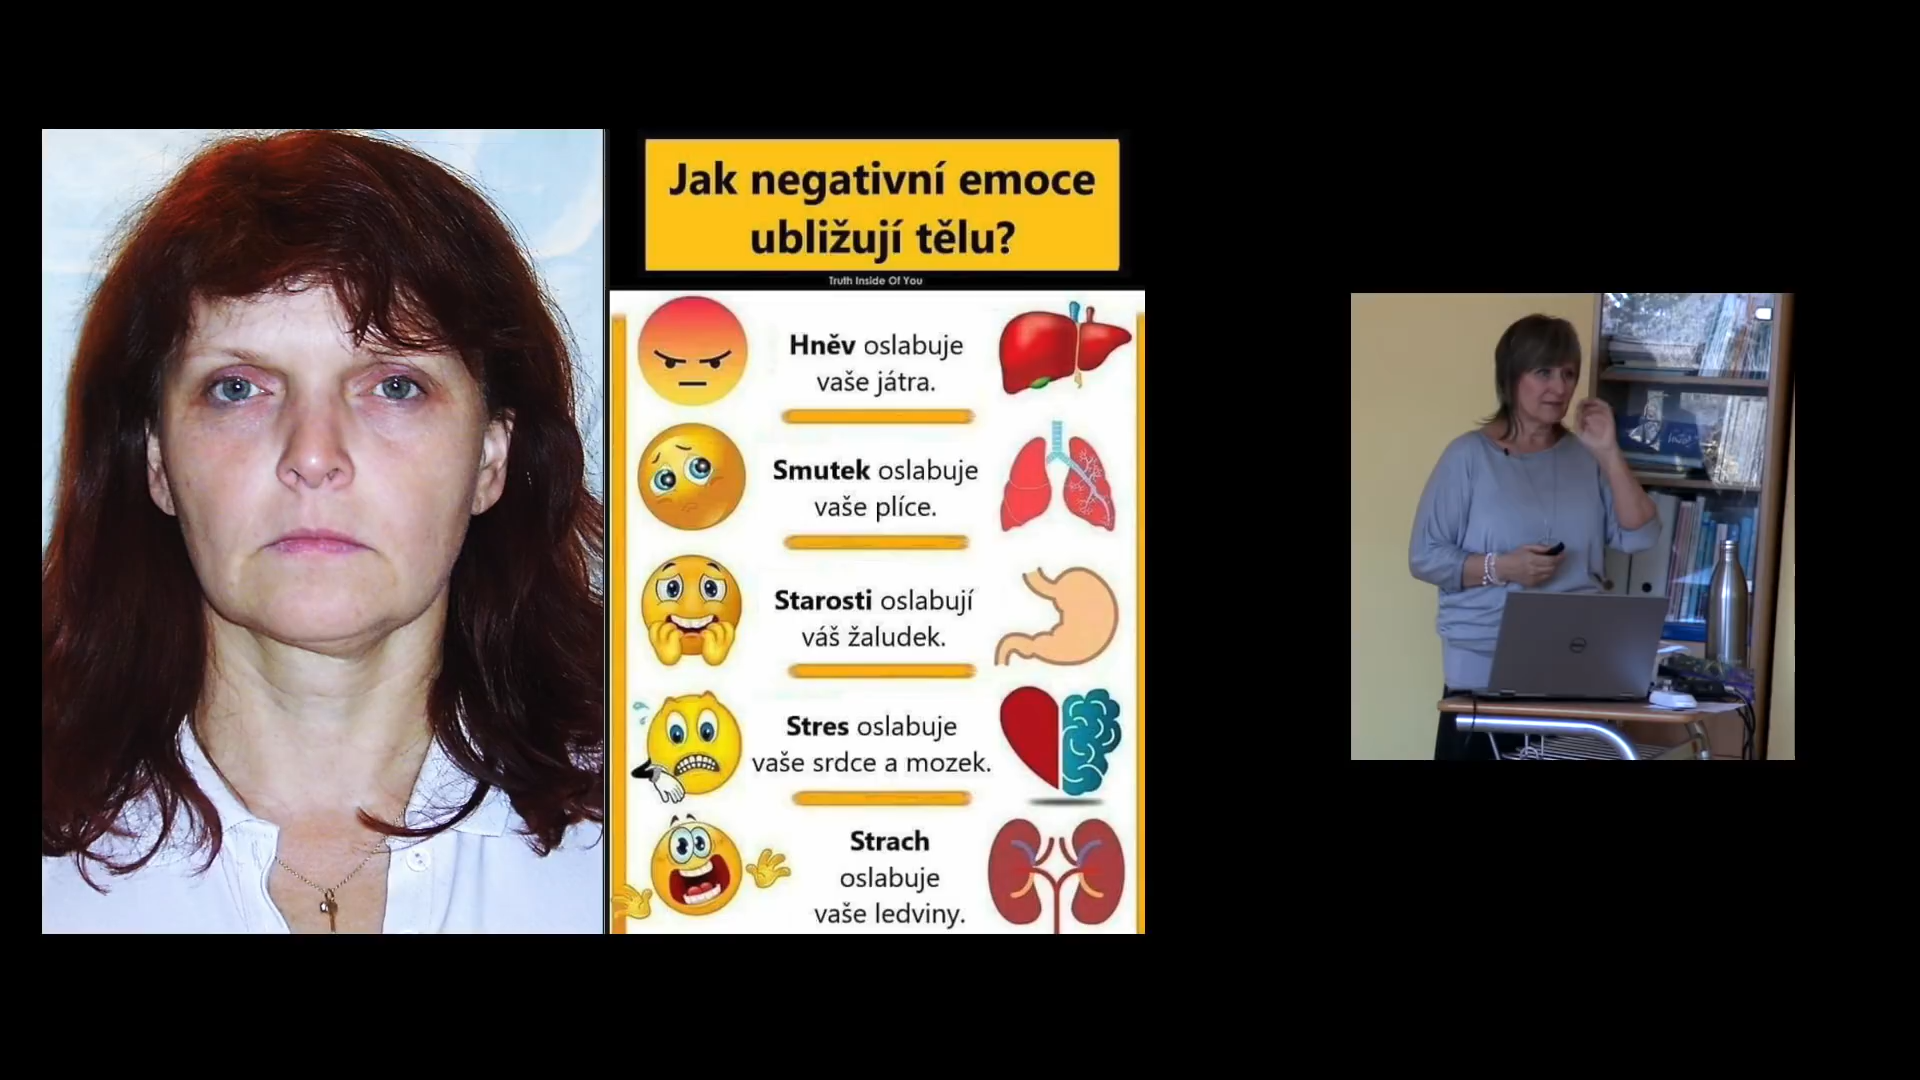 Jak negativní emoce
ubližují tělu?
Truth Inside Of You
Hněv oslabuje
vaše játra.
Smutek oslabuje
vaše plíce.
Starosti oslabují
váš žaludek.
Stres oslabuje
vaše srdce a mozek.
Strach
oslabuje
vaše ledviny.
DELL